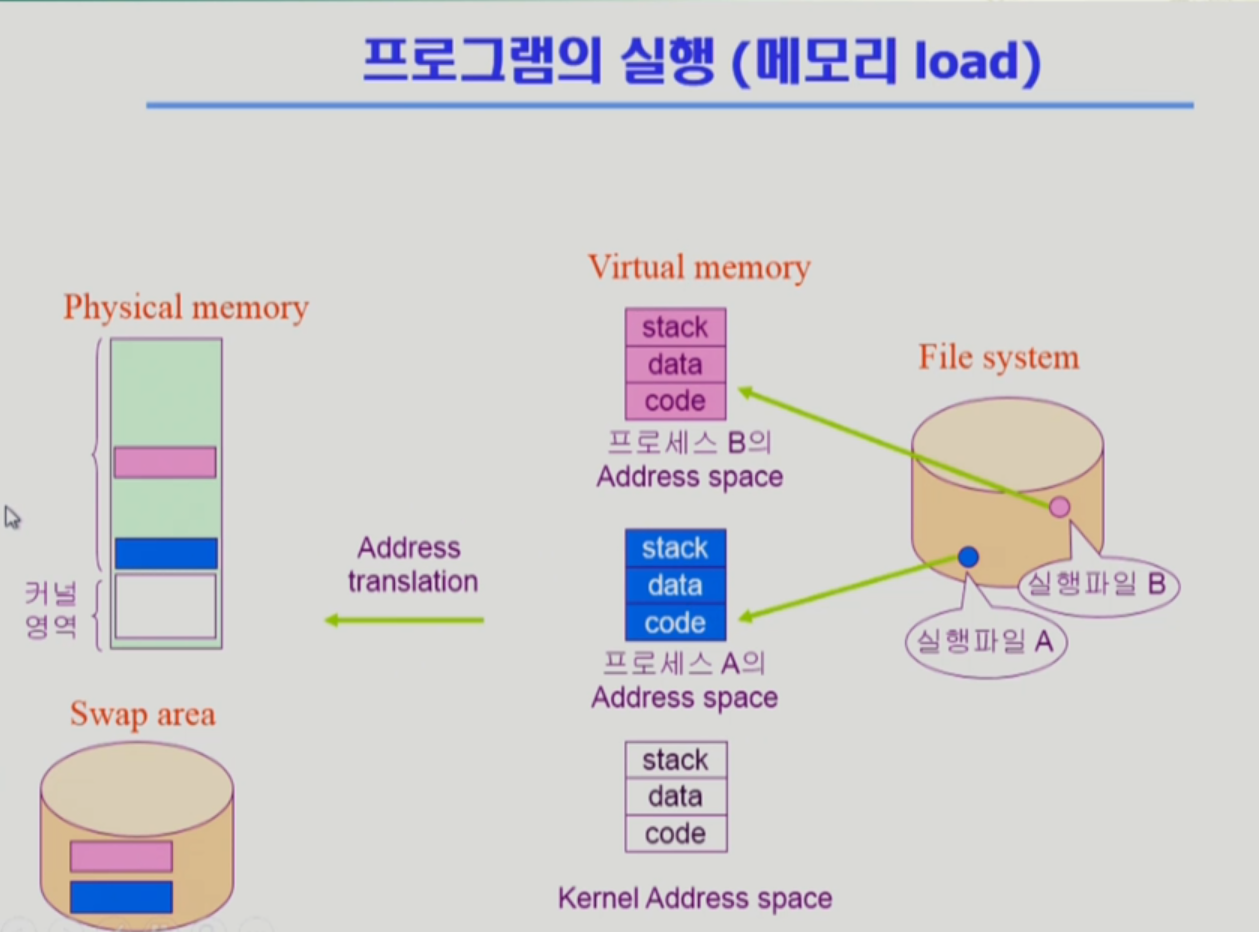 프로그램의 실행 (메모리 load)
Virtual memory
Physical memory
File system
stack
data
code
프로세스 B의
Address space
Address
translation
stack
data
code
프로세스 A의
Address space
실행파일 B
실행파일 A
커널
영역
Swap area
stack
data
code
Kernel Address space